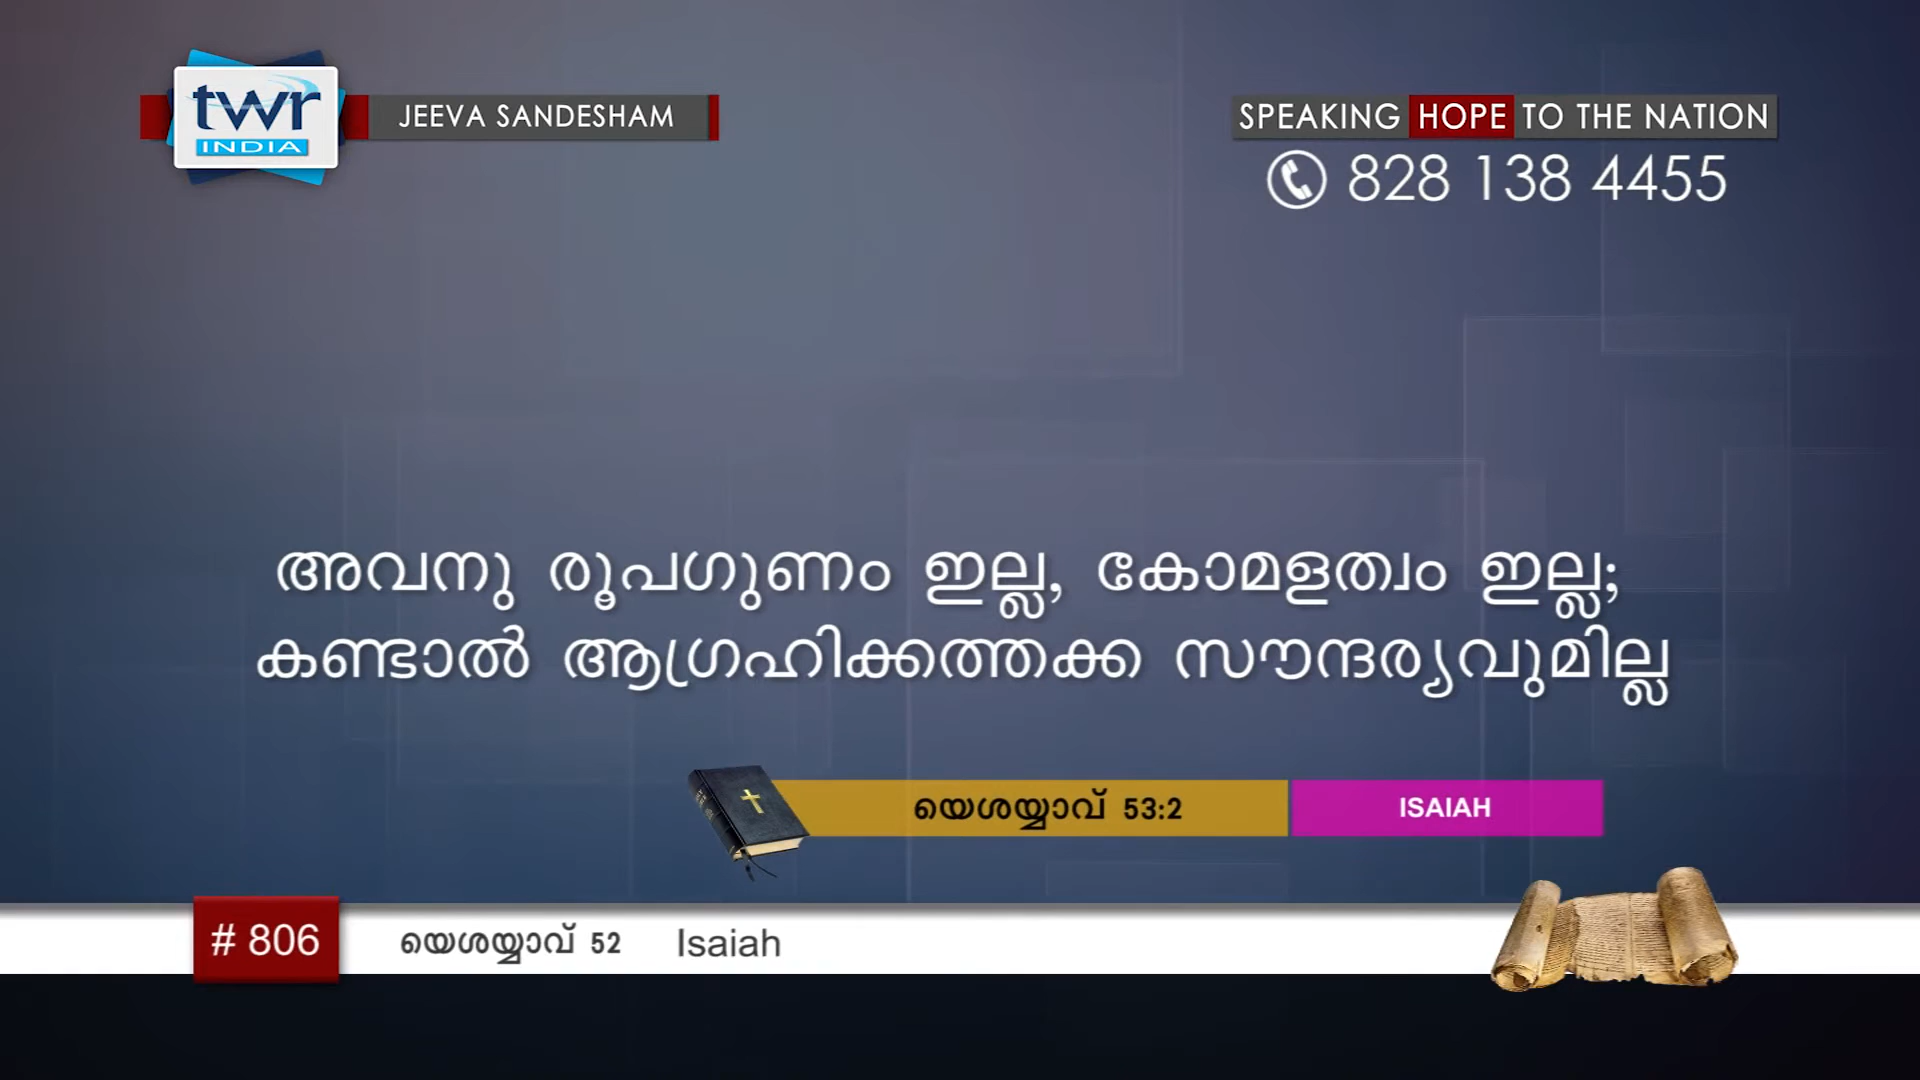 twr
INDIA
JEEVA SANDESHAM
SPEAKING HOPE TO THE NATION
828 138 4455
അവനു രൂപഗുണം ഇല്ല, കോമളത്വം ഇല്ല;
കണ്ടാൽ ആഗ്രഹിക്കത്തക്ക സൗന്ദര്യവുമില്ല
യെശയ്യാവ് 53:2
ISAIAH
# 806
യെശയ്യാവ് 52 Isaiah